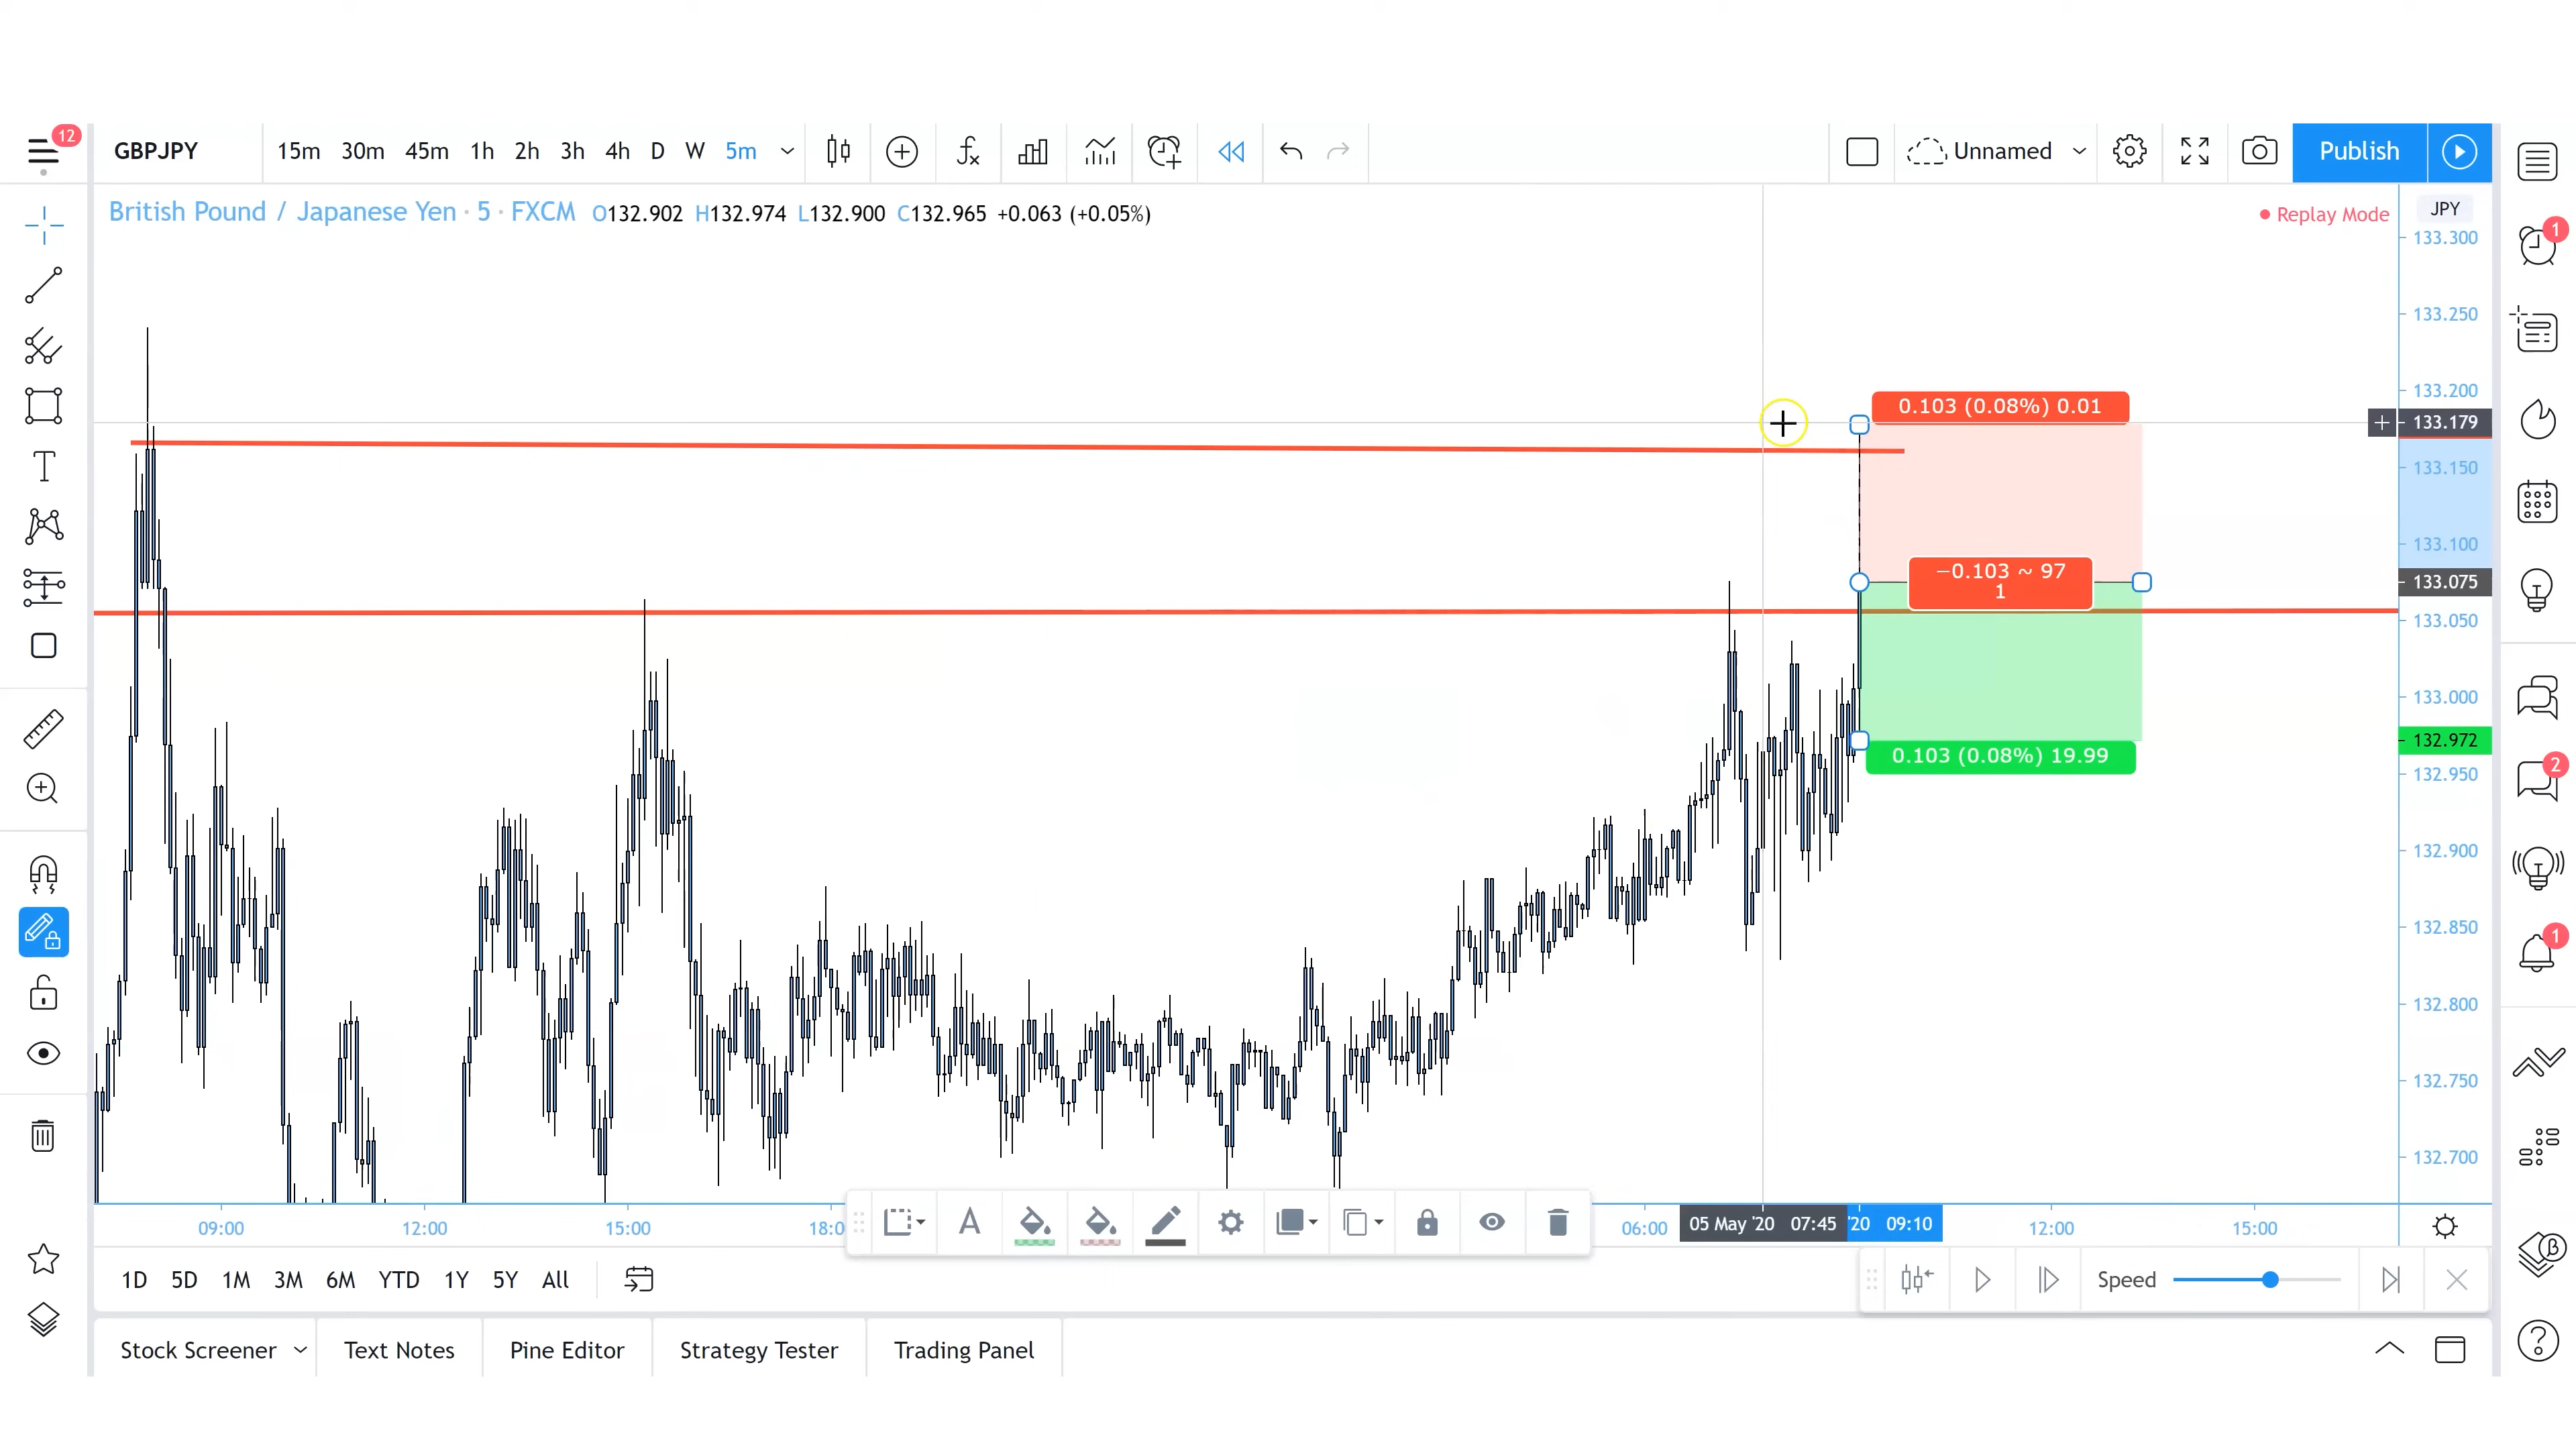 12
GBPJPY 15m 30m 45m 1h 2h 3h 4h D W 5m Unnamed Publish
British Pound / Japanese Yen · 5 · FXCM O132.902 H132.974 L132.900 C132.965 +0.063 (+0.05%)
Replay Mode
JPY
133.300
133.250
133.200
133.179
133.150
133.100
133.075
133.050
133.000
132.972
132.950
132.900
132.850
132.800
132.750
132.700
0.103 (0.08%) 0.01
−0.103 ~ 97
1
0.103 (0.08%) 19.99
1
2
1
β
09:00 12:00 15:00 18:0 06:00 05 May '20 07:45 '20 09:10 12:00 15:00
1D 5D 1M 3M 6M YTD 1Y 5Y All
Speed
Stock Screener Text Notes Pine Editor Strategy Tester Trading Panel